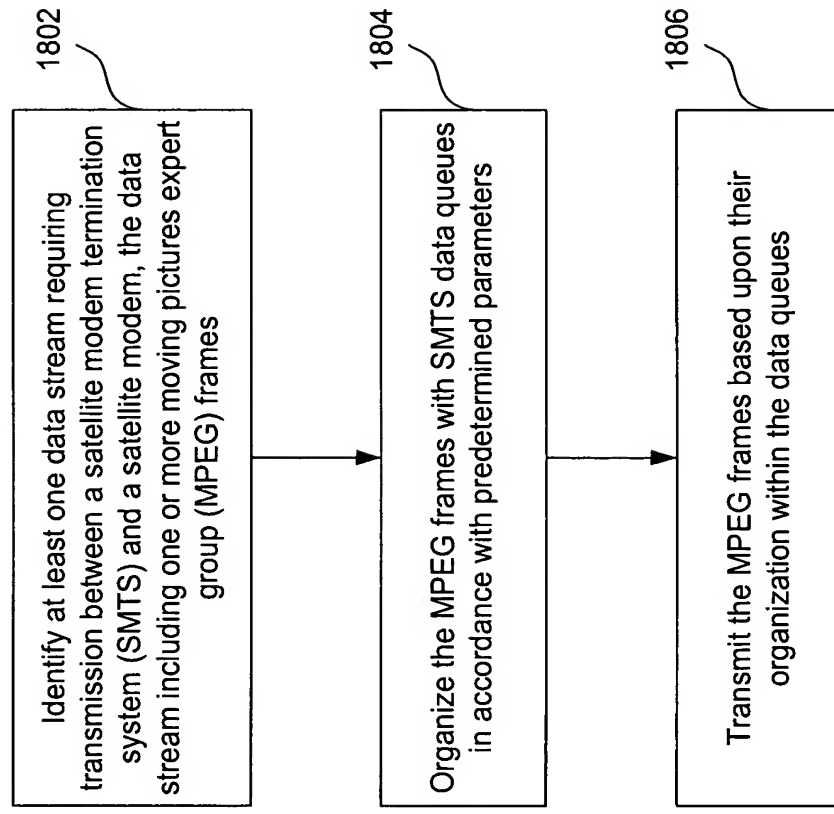 Identify at least one data stream requiring
transmission between a satellite modem termination
system (SMTS) and a satellite modem, the data
stream including one or more moving pictures expert
group (MPEG) frames
1802
Organize the MPEG frames with SMTS data queues
in accordance with predetermined parameters
1804
Transmit the MPEG frames based upon their
organization within the data queues
1806